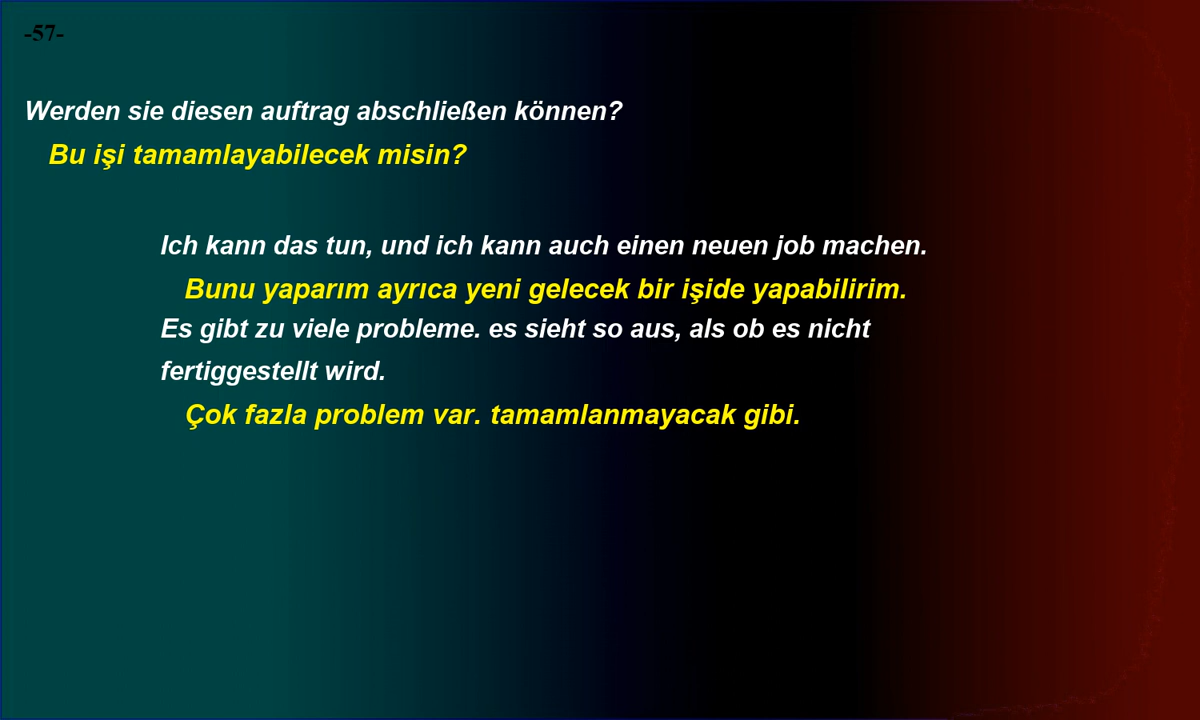 -57-
Werden sie diesen auftrag abschließen können?
Bu işi tamamlayabilecek misin?
Ich kann das tun, und ich kann auch einen neuen job machen.
Bunu yaparım ayrıca yeni gelecek bir işide yapabilirim.
Es gibt zu viele probleme. es sieht so aus, als ob es nicht
fertiggestellt wird.
Çok fazla problem var. tamamlanmayacak gibi.